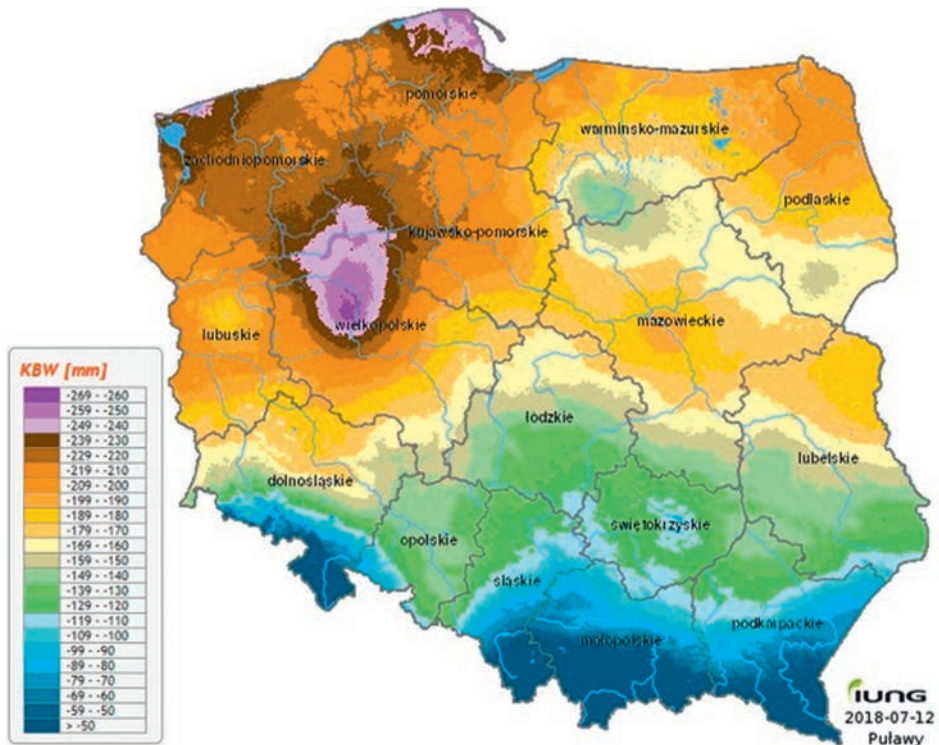 pomorskie
warmińsko-mazurskie
zachodniopomorskie
podlaskie
kujawsko-pomorskie
mazowieckie
wielkopolskie
lubuskie
łódzkie
lubelskie
dolnośląskie
świętokrzyskie
opolskie
śląskie
podkarpackie
małopolskie
KBW [mm]
-269 - -260
-259 - -250
-249 - -240
-239 - -230
-229 - -220
-219 - -210
-209 - -200
-199 - -190
-189 - -180
-179 - -170
-169 - -160
-159 - -150
-149 - -140
-139 - -130
-129 - -120
-119 - -110
-109 - -100
-99 - -90
-89 - -80
-79 - -70
-69 - -60
-59 - -50
> -50
IUNG
2018-07-12
Puławy